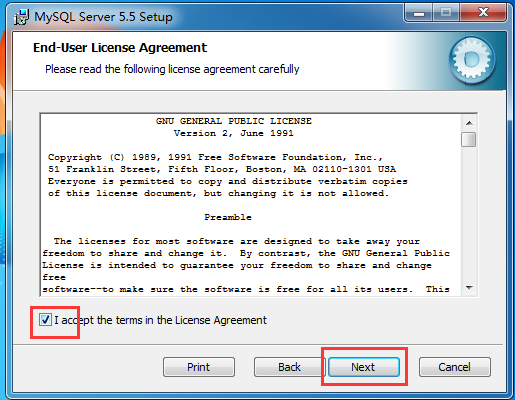 MySQL Server 5.5 Setup
End-User License Agreement
Please read the following license agreement carefully
GNU GENERAL PUBLIC LICENSE
Version 2, June 1991
Copyright (C) 1989, 1991 Free Software Foundation, Inc.,
51 Franklin Street, Fifth Floor, Boston, MA 02110-1301 USA
Everyone is permitted to copy and distribute verbatim copies
of this license document, but changing it is not allowed.
Preamble
The licenses for most software are designed to take away your
freedom to share and change it.  By contrast, the GNU General Public
License is intended to guarantee your freedom to share and change
free
software--to make sure the software is free for all its users.  This
I accept the terms in the License Agreement
Print Back Next Cancel